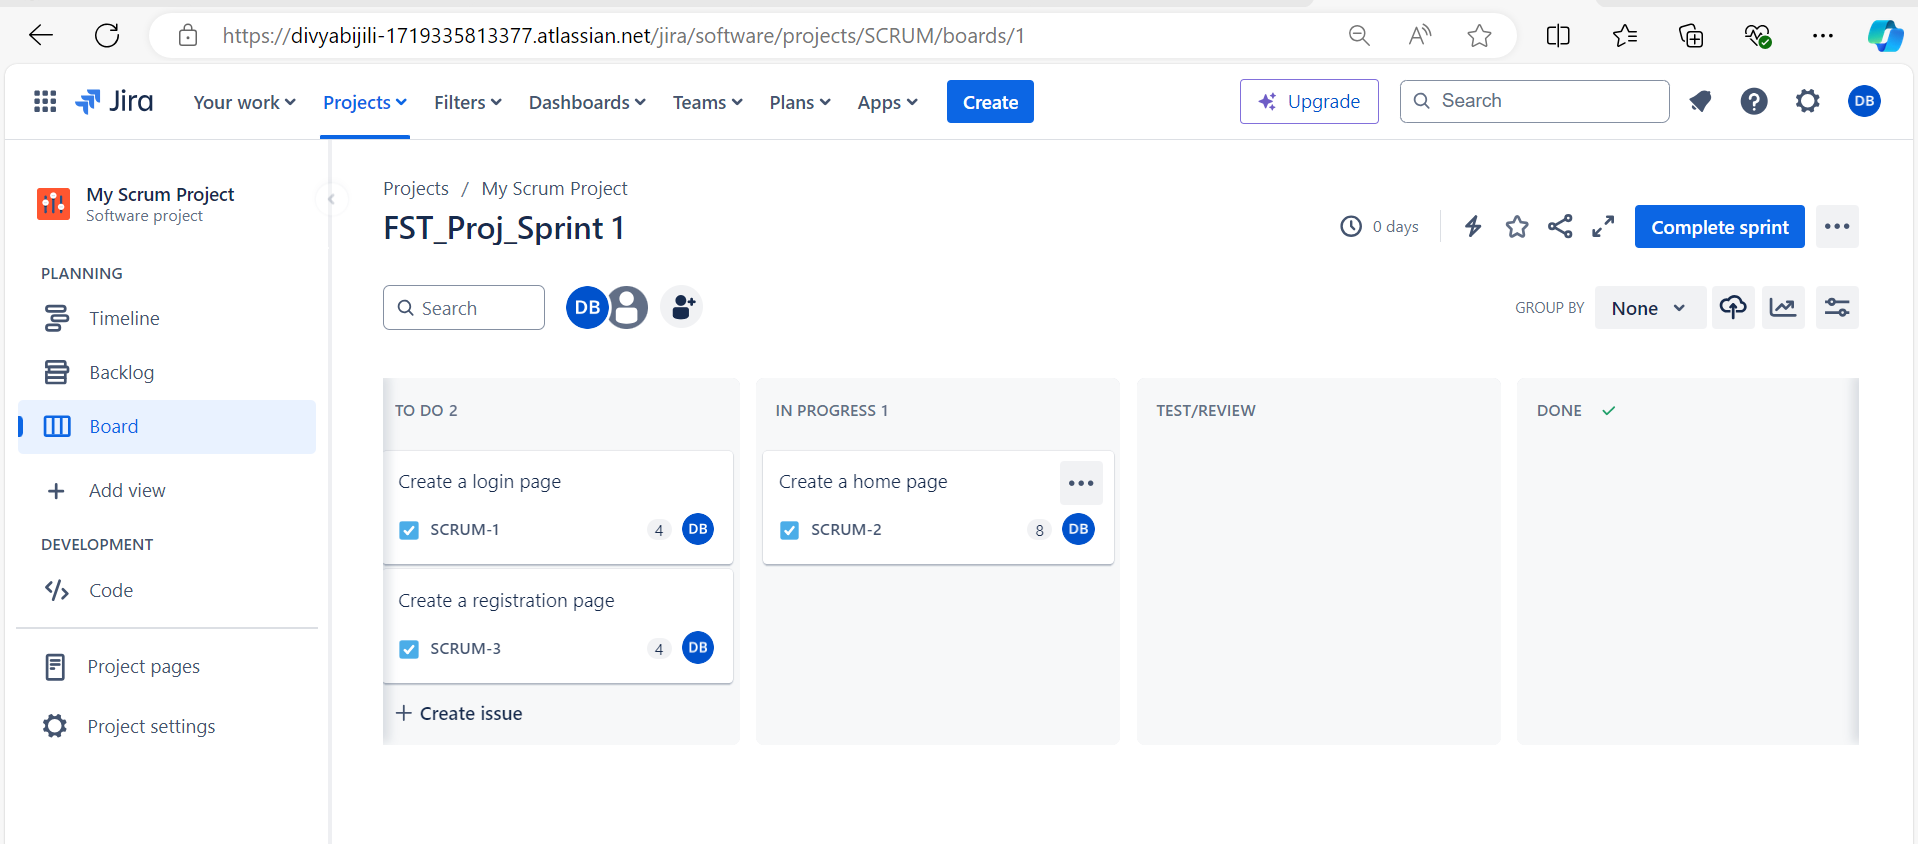 https://divyabijili-1719335813377.atlassian.net/jira/software/projects/SCRUM/boards/1
Jira Your work Projects Filters Dashboards Teams Plans Apps Create Upgrade Search DB
My Scrum Project
Software project
PLANNING
Timeline
Backlog
Board
Add view
DEVELOPMENT
Code
Project pages
Project settings
Projects / My Scrum Project
FST_Proj_Sprint 1
0 days Complete sprint
Search DB GROUP BY None
TO DO 2
Create a login page
SCRUM-1 4 DB
Create a registration page
SCRUM-3 4 DB
+ Create issue
IN PROGRESS 1
Create a home page
SCRUM-2 8 DB
TEST/REVIEW
DONE